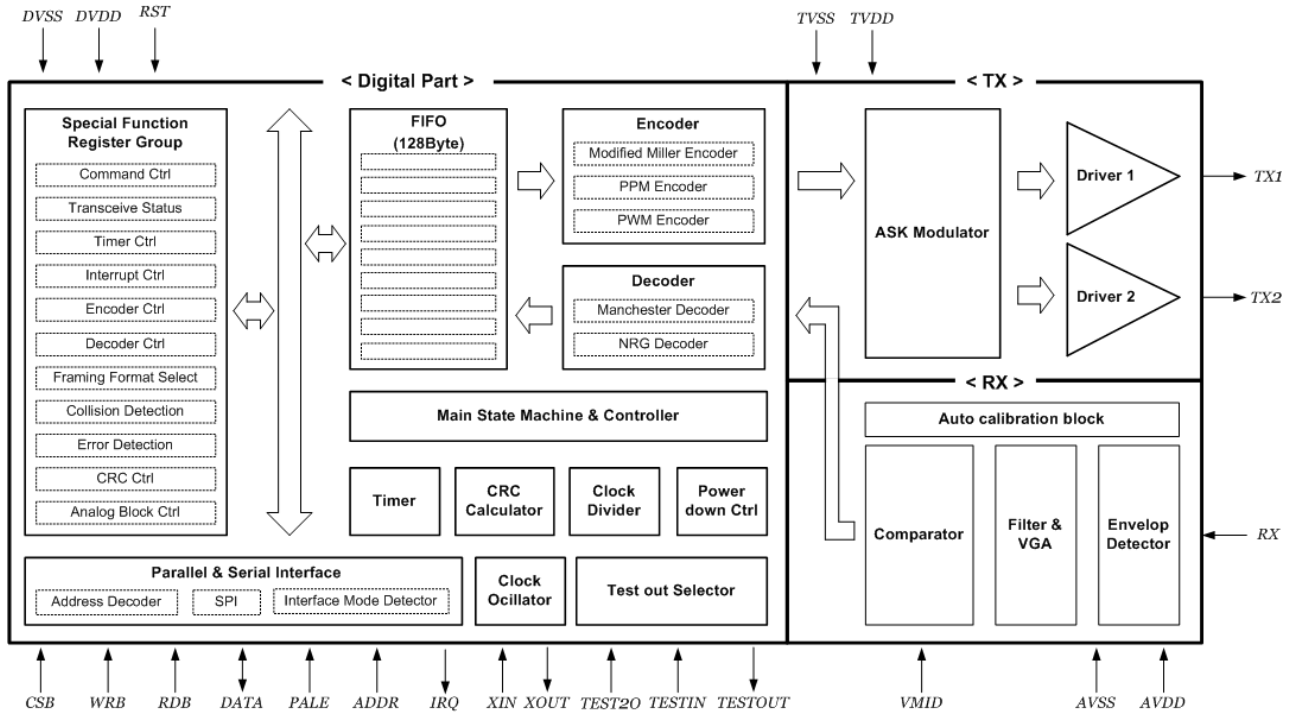 DVSS DVDD RST
TVSS TVDD
< Digital Part >
< TX >
Special Function
Register Group
Command Ctrl
Transceive Status
Timer Ctrl
Interrupt Ctrl
Encoder Ctrl
Decoder Ctrl
Framing Format Select
Collision Detection
Error Detection
CRC Ctrl
Analog Block Ctrl
FIFO
(128Byte)
Encoder
Modified Miller Encoder
PPM Encoder
PWM Encoder
Decoder
Manchester Decoder
NRG Decoder
Main State Machine & Controller
Timer
CRC
Calculator
Clock
Divider
Power
down Ctrl
Parallel & Serial Interface
Address Decoder
SPI
Interface Mode Detector
Clock
Ocillator
Test out Selector
ASK Modulator
Driver 1
TX1
Driver 2
TX2
< RX >
Auto calibration block
Comparator
Filter &
VGA
Envelop
Detector
RX
CSB WRB RDB DATA PALE ADDR IRQ XIN XOUT TEST2O TESTIN TESTOUT VMID AVSS AVDD